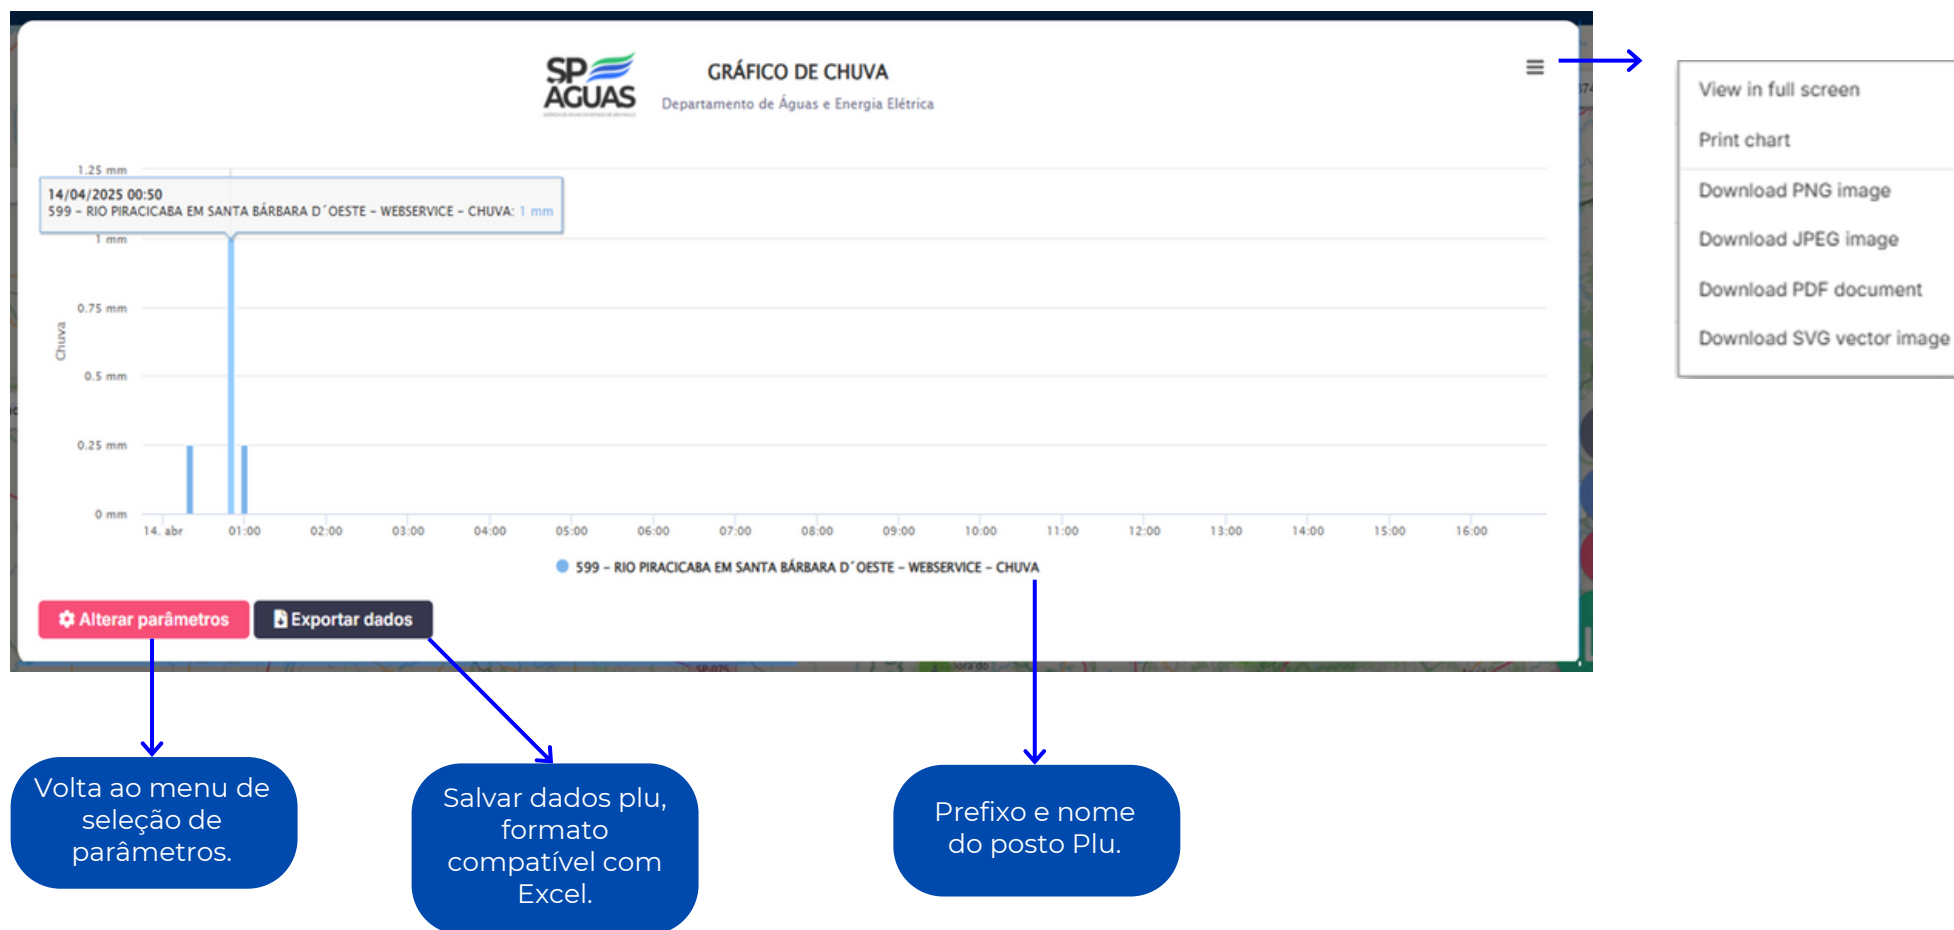 SP
AGUAS
GRÁFICO DE CHUVA
Departamento de Águas e Energia Elétrica
View in full screen
Print chart
Download PNG image
Download JPEG image
Download PDF document
Download SVG vector image
1.25 mm
14/04/2025 00:50
599 – RIO PIRACICABA EM SANTA BÁRBARA D´OESTE – WEBSERVICE – CHUVA: 1 mm
1 mm
0.75 mm
Chuva
0.5 mm
0.25 mm
0 mm
14. abr 01:00 02:00 03:00 04:00 05:00 06:00 07:00 08:00 09:00 10:00 11:00 12:00 13:00 14:00 15:00 16:00
599 – RIO PIRACICABA EM SANTA BÁRBARA D´OESTE – WEBSERVICE – CHUVA
Alterar parâmetros
Exportar dados
SP-075
Volta ao menu de
seleção de
parâmetros.
Salvar dados plu,
formato
compatível com
Excel.
Prefixo e nome
do posto Plu.